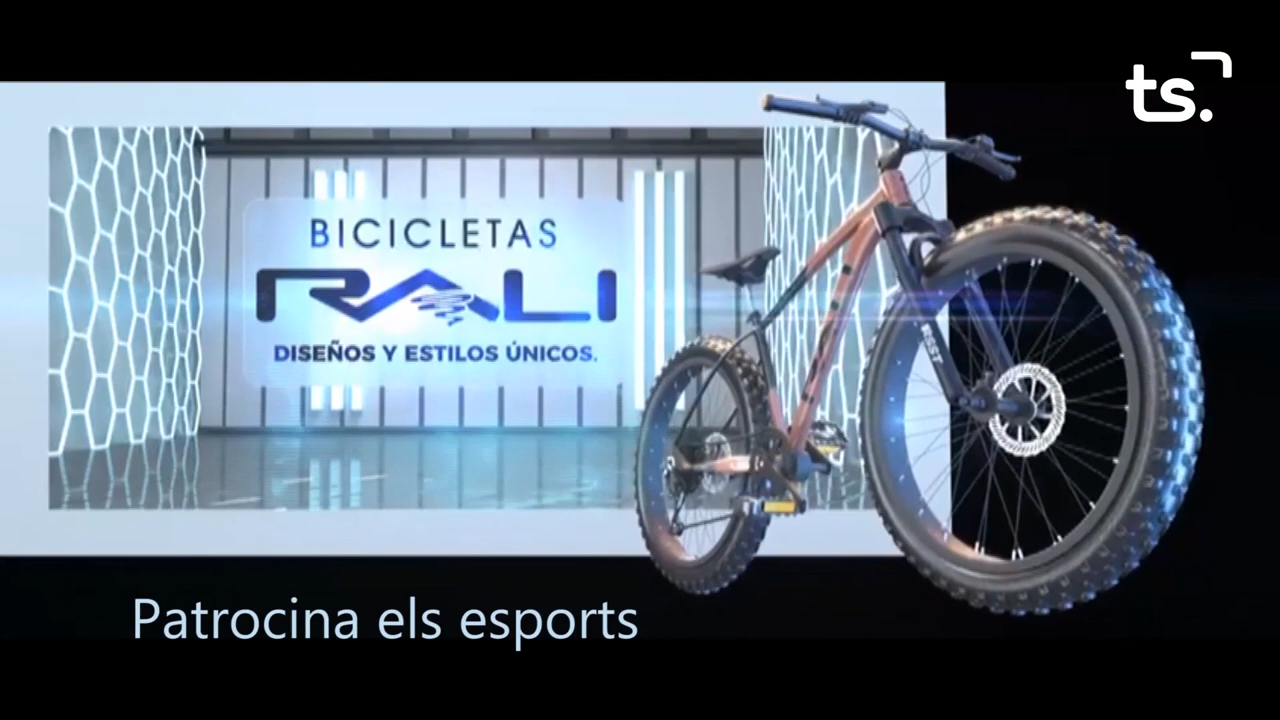 ts.
BICICLETAS
RALI
DISEÑOS Y ESTILOS ÚNICOS.
Patrocina els esports